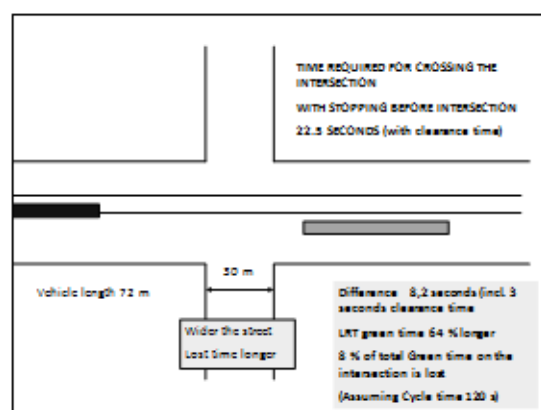 TIME REQUIRED FOR CROSSING THE
INTERSECTION
WITH STOPPING BEFORE INTERSECTION
22.5 SECONDS (with clearance time)
30 m
Vehicle length 72 m
Wider the street
Lost time longer
Difference 8,2 seconds (incl. 3
seconds clearance time
LRT green time 64 % longer
8 % of total Green time on the
intersection is lost
(Assuming Cycle time 120 s)